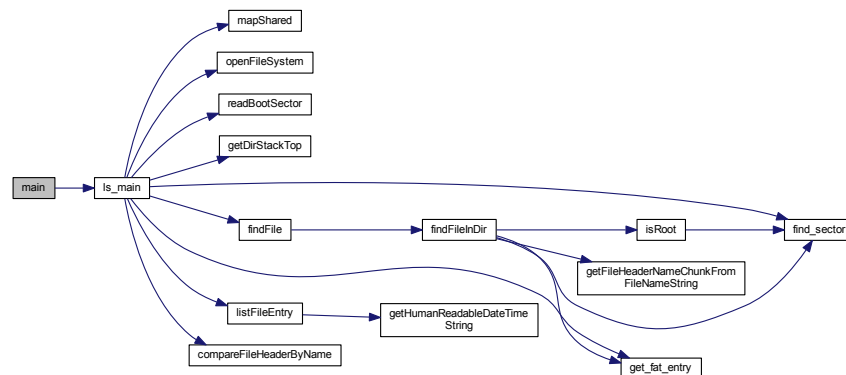 mapShared
openFileSystem
readBootSector
getDirStackTop
main
ls_main
findFile
findFileInDir
isRoot
find_sector
getFileHeaderNameChunkFrom
FileNameString
listFileEntry
getHumanReadableDateTime
String
compareFileHeaderByName
get_fat_entry